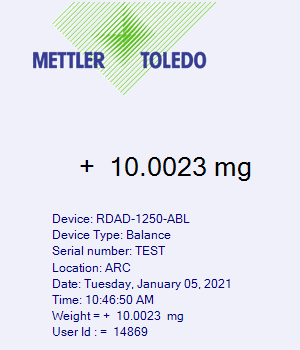 METTLER TOLEDO
+ 10.0023 mg
Device: RDAD-1250-ABL
Device Type: Balance
Serial number: TEST
Location: ARC
Date: Tuesday, January 05, 2021
Time: 10:46:50 AM
Weight = + 10.0023 mg
User Id : = 14869